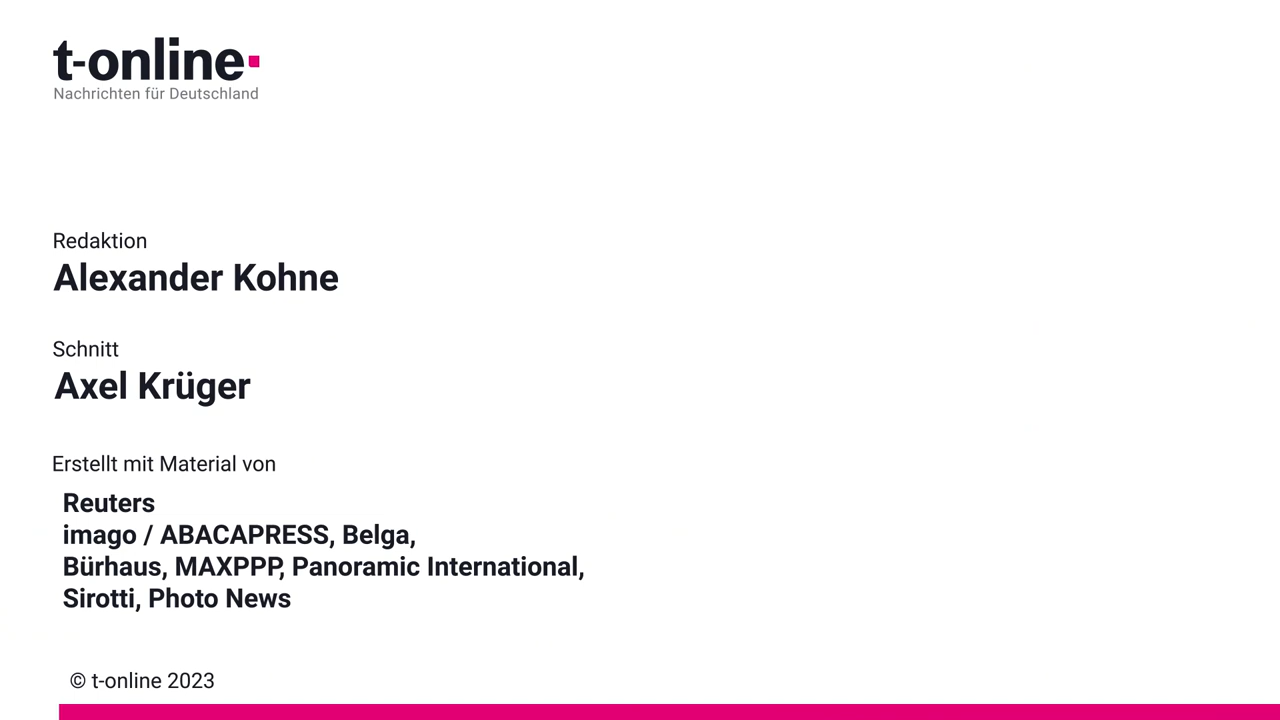 t-online
Nachrichten für Deutschland
Redaktion
Alexander Kohne
Schnitt
Axel Krüger
Erstellt mit Material von
Reuters
imago / ABACAPRESS, Belga,
Bürhaus, MAXPPP, Panoramic International,
Sirotti, Photo News
© t-online 2023